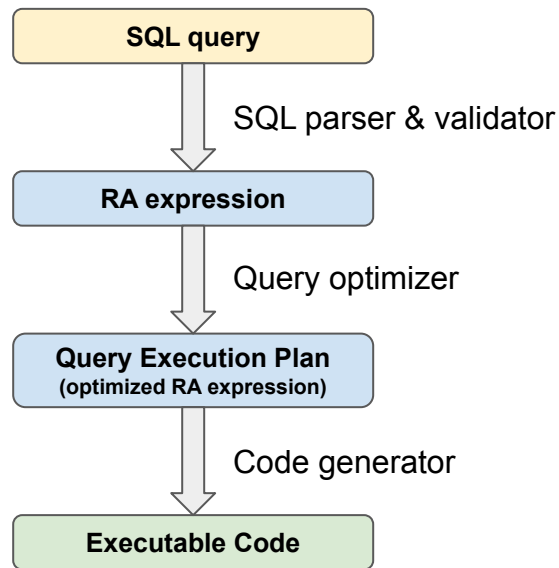 SQL query
SQL parser & validator
RA expression
Query optimizer
Query Execution Plan
(optimized RA expression)
Code generator
Executable Code